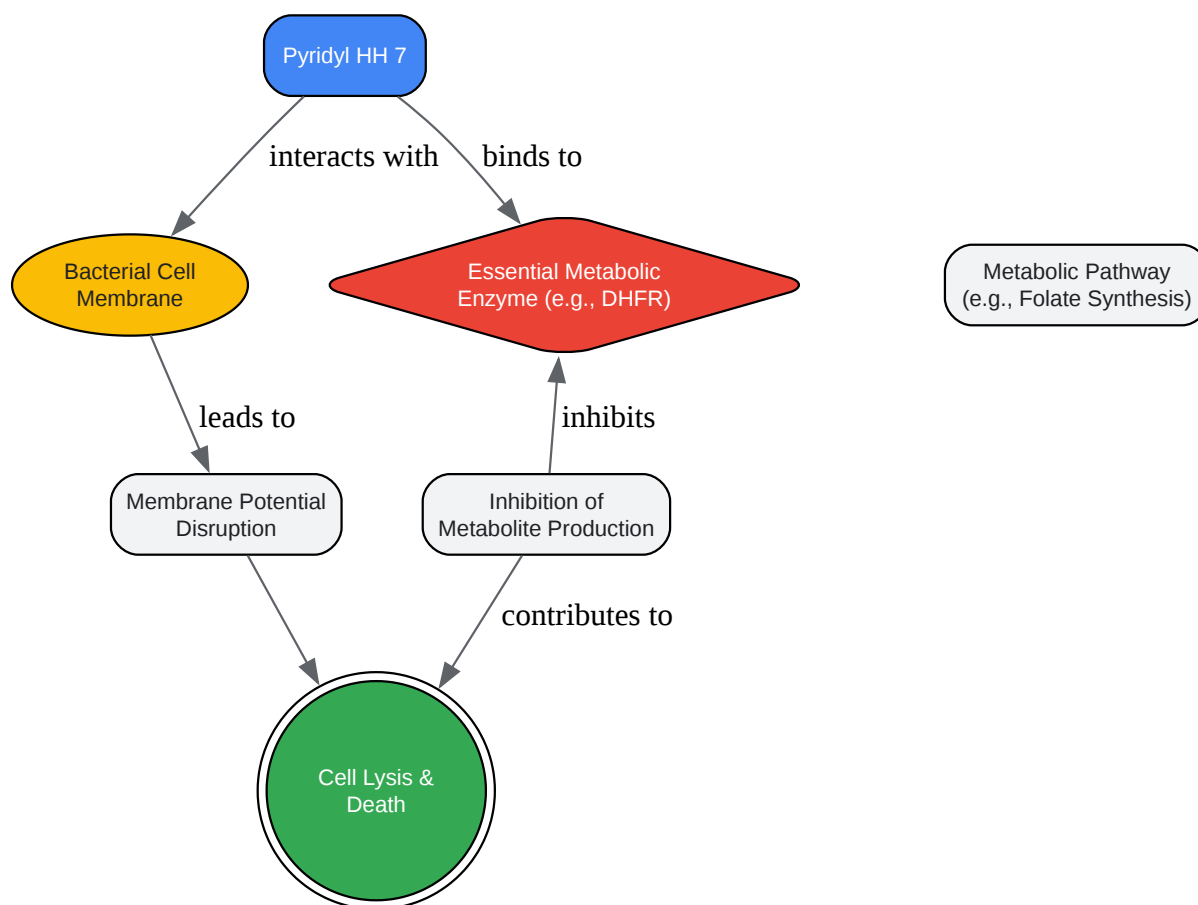 Pyridyl HH 7
interacts with
binds to
Bacterial Cell
Membrane
Essential Metabolic
Enzyme (e.g., DHFR)
Metabolic Pathway
(e.g., Folate Synthesis)
leads to
inhibits
Membrane Potential
Disruption
Inhibition of
Metabolite Production
contributes to
Cell Lysis &
Death